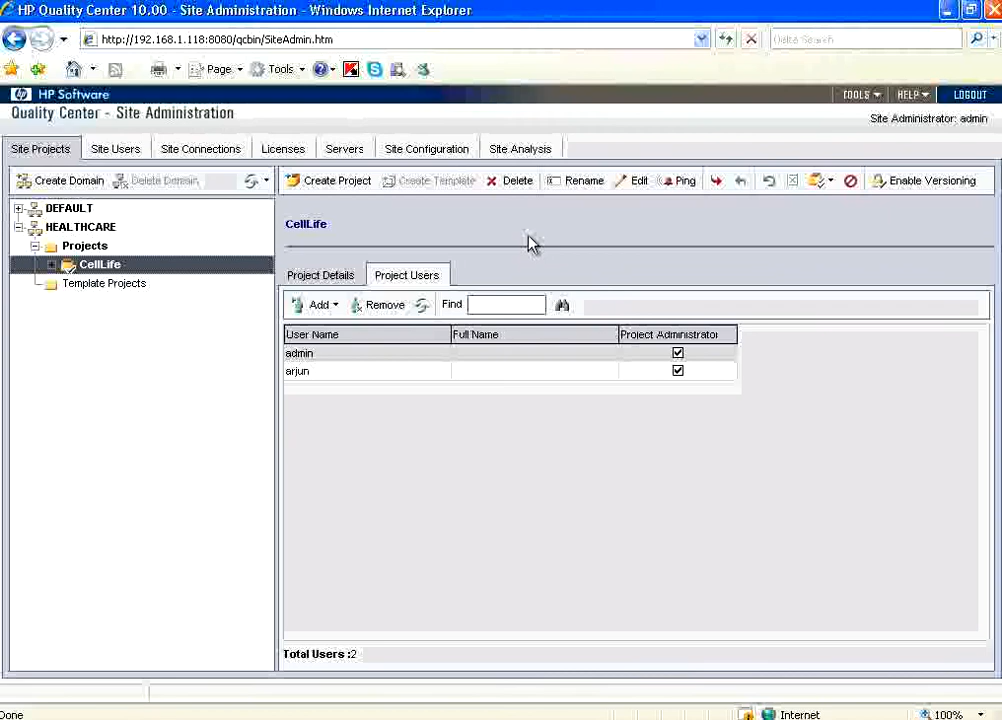 HP Quality Center 10.00 - Site Administration - Windows Internet Explorer
http://192.168.1.118:8080/qcbin/SiteAdmin.htm
Delta Search
Page Tools
HP Software TOOLS HELP LOGOUT
Quality Center - Site Administration
Site Administrator: admin
Site Projects Site Users Site Connections Licenses Servers Site Configuration Site Analysis
Create Domain Delete Domain Create Project Create Template Delete Rename Edit Ping Enable Versioning
DEFAULT
HEALTHCARE
Projects
CellLife
Template Projects
CellLife
Project Details Project Users
Add Remove Find
User Name Full Name Project Administrator
admin
arjun
Total Users :2
Done Internet 100%